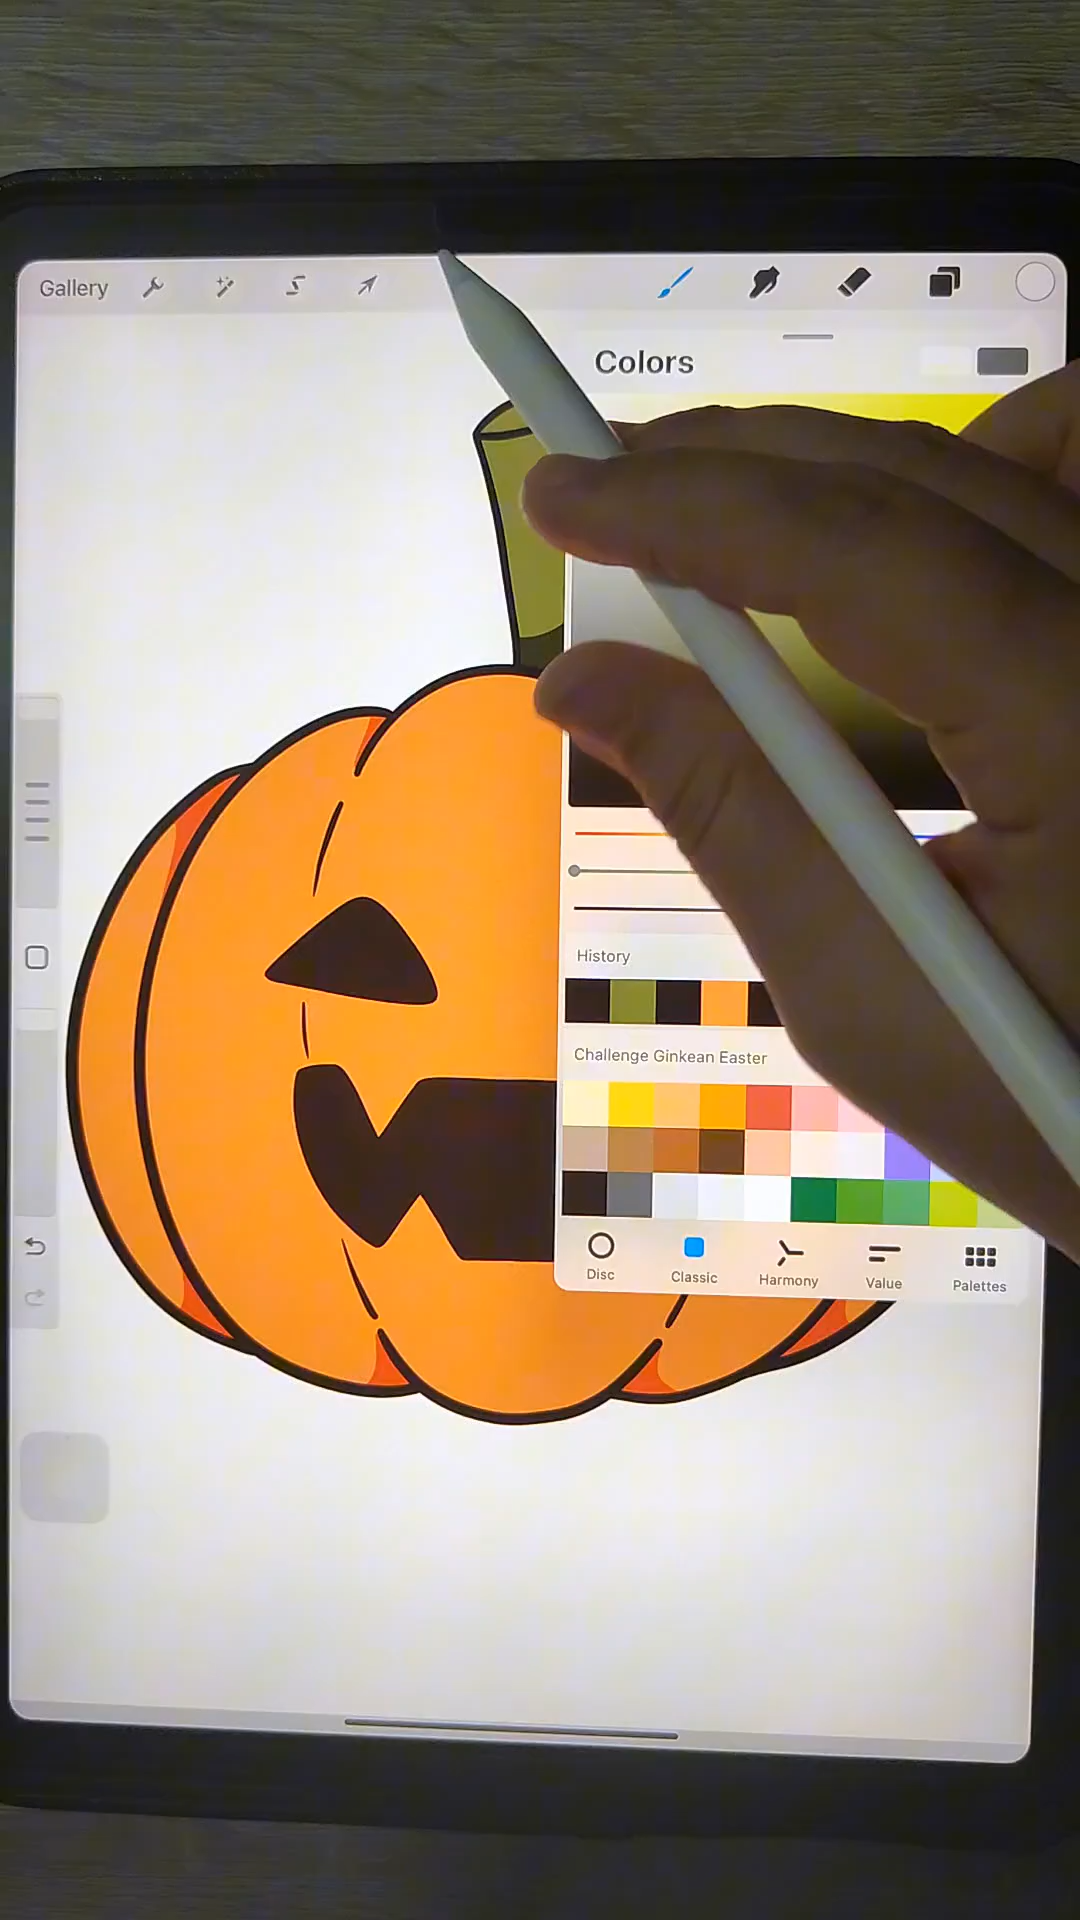 Gallery
Colors
History
Challenge Ginkean Easter
Disc
Classic
Harmony
Value
Palettes